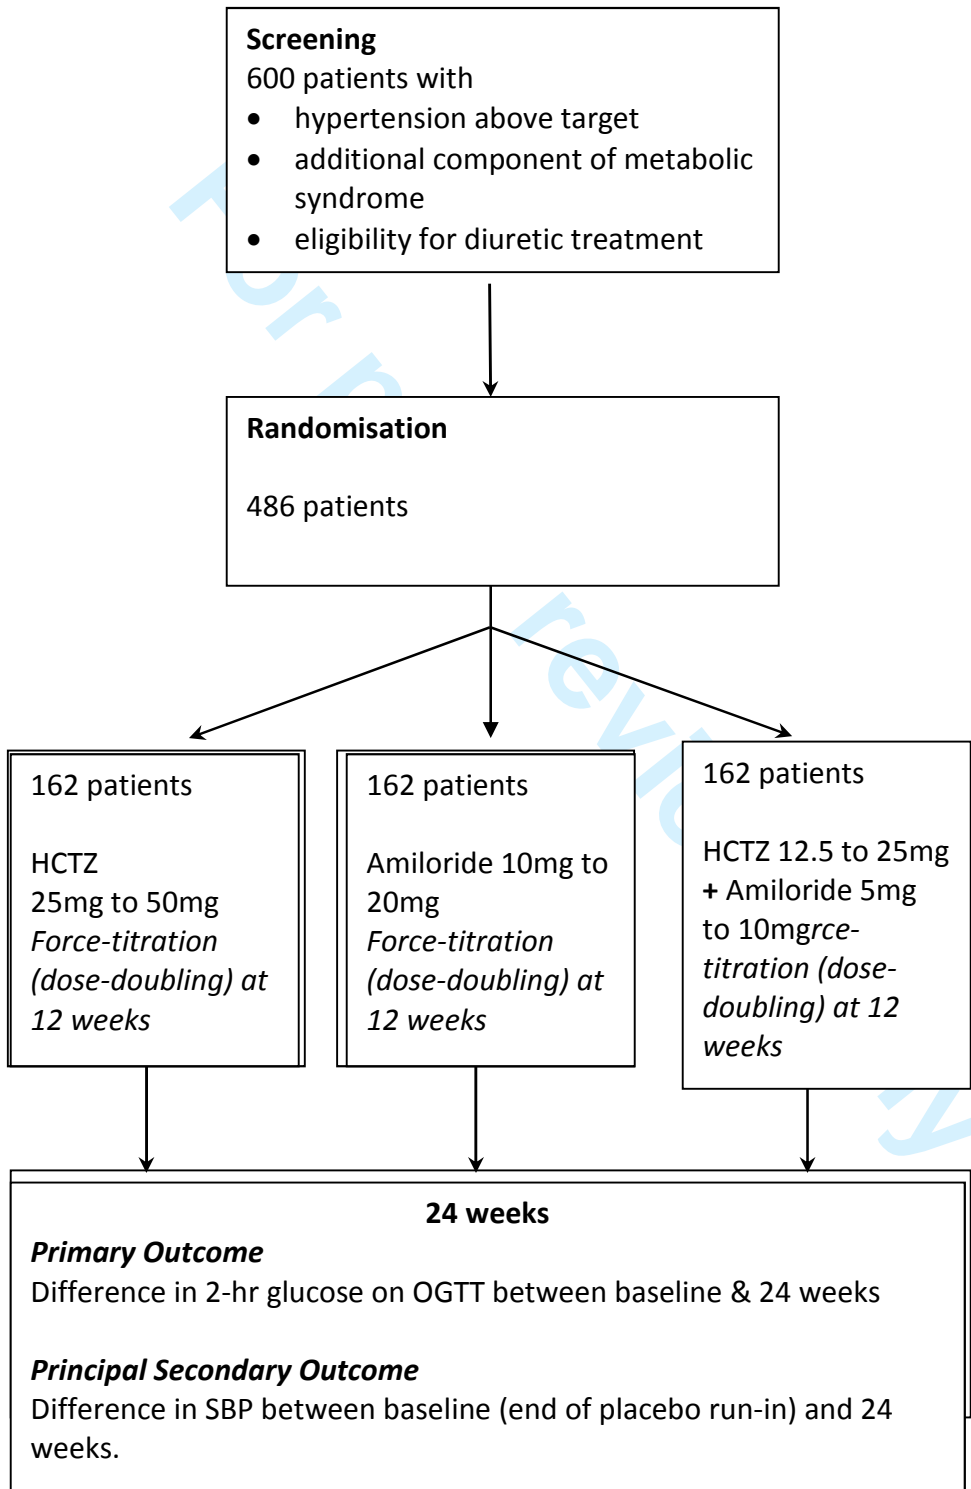 Screening
600 patients with
• hypertension above target
• additional component of metabolic
syndrome
• eligibility for diuretic treatment
Randomisation
486 patients
162 patients
HCTZ
25mg to 50mg
Force-titration
(dose-doubling) at
12 weeks
162 patients
Amiloride 10mg to
20mg
Force-titration
(dose-doubling) at
12 weeks
162 patients
HCTZ 12.5 to 25mg
+ Amiloride 5mg
to 10mgrce-
titration (dose-
doubling) at 12
weeks
24 weeks
Primary Outcome
Difference in 2-hr glucose on OGTT between baseline & 24 weeks
Principal Secondary Outcome
Difference in SBP between baseline (end of placebo run-in) and 24
weeks.